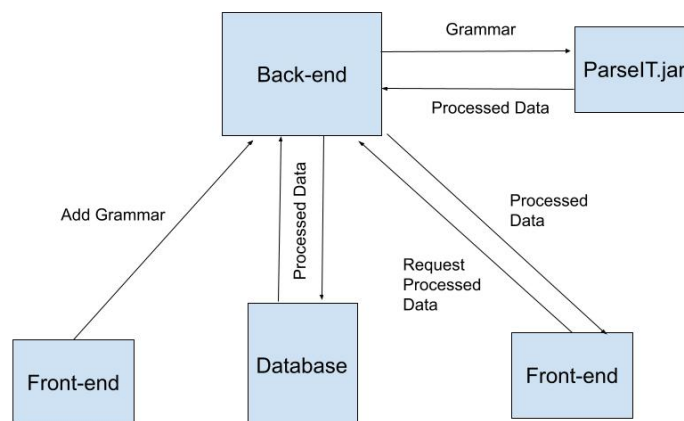 Grammar
Back-end
ParseIT.jar
Processed Data
Processed Data
Processed
Data
Add Grammar
Request
Processed
Data
Front-end
Database
Front-end